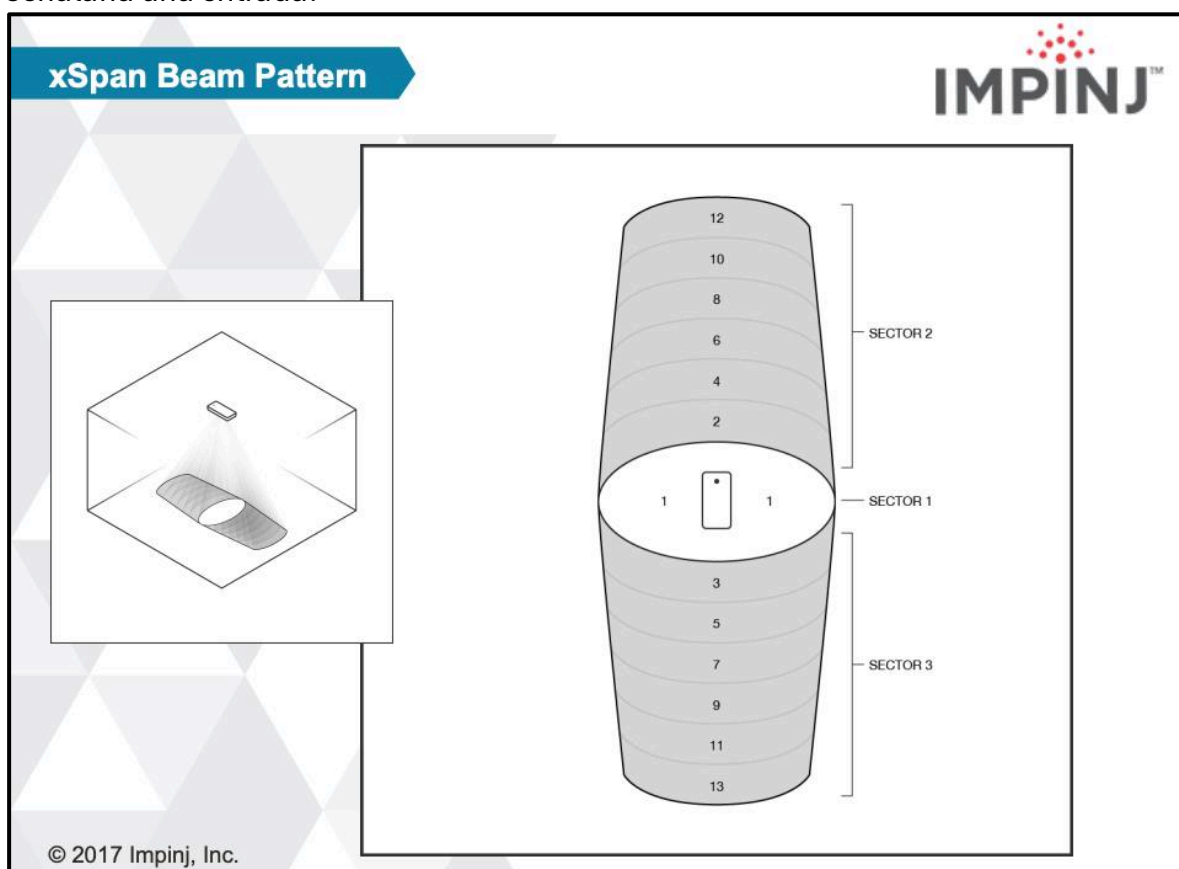 xSpan Beam Pattern
IMPINJ™
12
10
8
6
4
2
SECTOR 2
1 1
SECTOR 1
3
5
7
9
11
13
SECTOR 3
© 2017 Impinj, Inc.